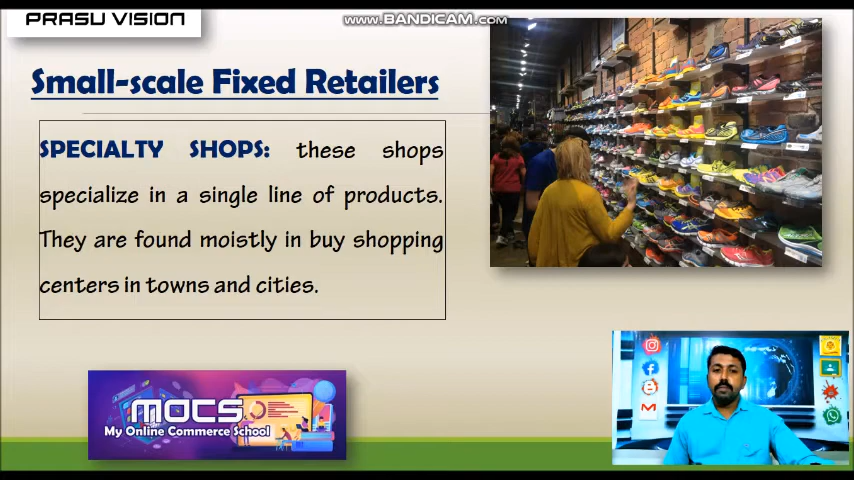 PRASU VISION
WWW.BANDICAM.COM
Small-scale Fixed Retailers
SPECIALTY SHOPS: these shops
specialize in a single line of products.
They are found moistly in buy shopping
centers in towns and cities.
MOCS
My Online Commerce School